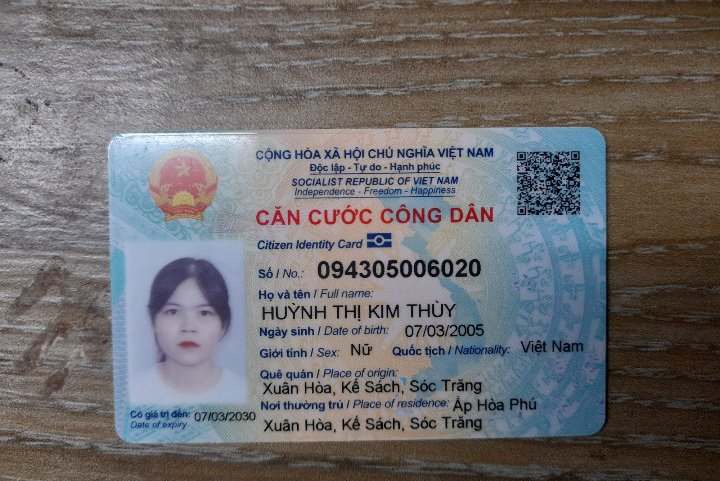 CỘNG HÒA XÃ HỘI CHỦ NGHĨA VIỆT NAM
Độc lập - Tự do - Hạnh phúc
SOCIALIST REPUBLIC OF VIET NAM
Independence - Freedom - Happiness
CĂN CƯỚC CÔNG DÂN
Citizen Identity Card
Số / No.: 094305006020
Họ và tên / Full name:
HUỲNH THỊ KIM THÙY
Ngày sinh / Date of birth: 07/03/2005
Giới tính / Sex: Nữ Quốc tịch / Nationality: Việt Nam
Quê quán / Place of origin:
Xuân Hòa, Kế Sách, Sóc Trăng
Nơi thường trú / Place of residence: Ấp Hòa Phú
Xuân Hòa, Kế Sách, Sóc Trăng
Có giá trị đến: 07/03/2030
Date of expiry